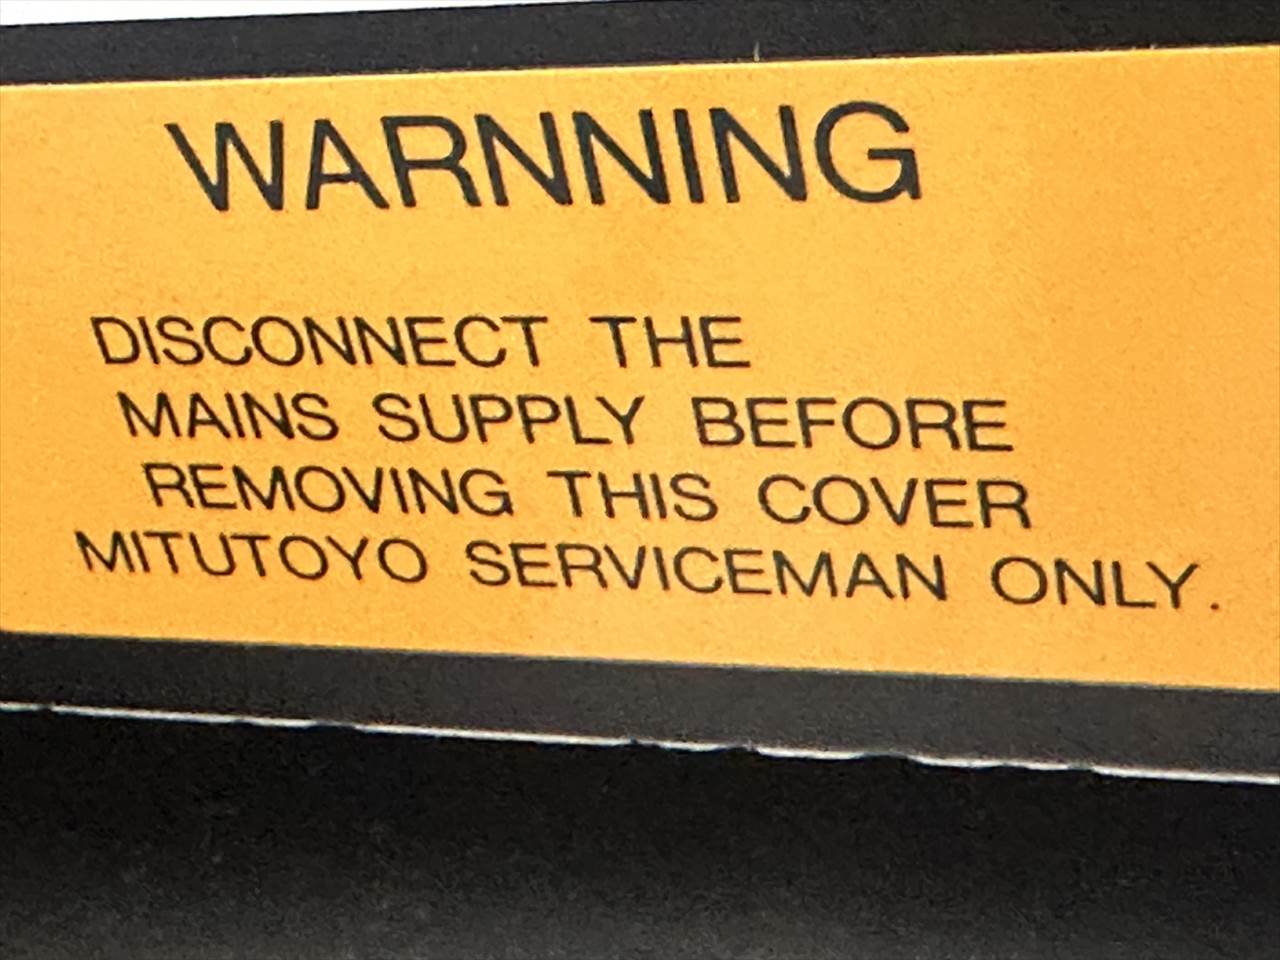 WARNNING
DISCONNECT THE
MAINS SUPPLY BEFORE
REMOVING THIS COVER
MITUTOYO SERVICEMAN ONLY.